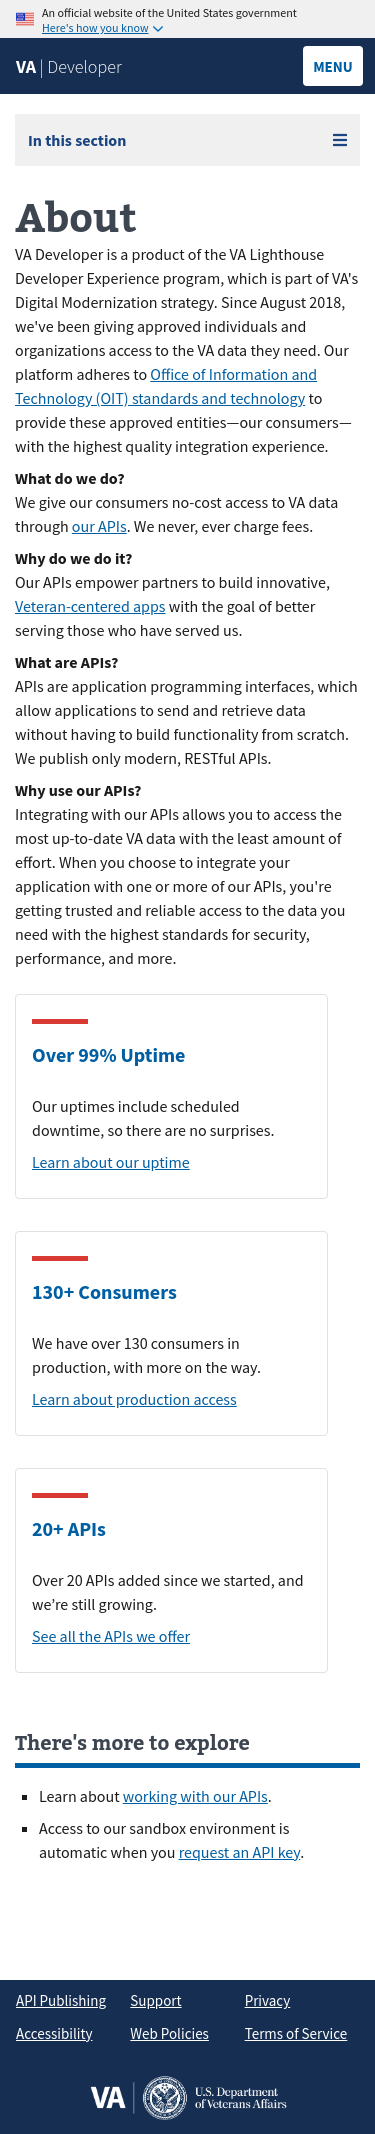 An official website of the United States government
Here's how you know
VA | Developer
MENU
In this section
About
VA Developer is a product of the VA Lighthouse
Developer Experience program, which is part of VA's
Digital Modernization strategy. Since August 2018,
we've been giving approved individuals and
organizations access to the VA data they need. Our
platform adheres to Office of Information and
Technology (OIT) standards and technology to
provide these approved entities—our consumers—
with the highest quality integration experience.
What do we do?
We give our consumers no-cost access to VA data
through our APIs. We never, ever charge fees.
Why do we do it?
Our APIs empower partners to build innovative,
Veteran-centered apps with the goal of better
serving those who have served us.
What are APIs?
APIs are application programming interfaces, which
allow applications to send and retrieve data
without having to build functionality from scratch.
We publish only modern, RESTful APIs.
Why use our APIs?
Integrating with our APIs allows you to access the
most up-to-date VA data with the least amount of
effort. When you choose to integrate your
application with one or more of our APIs, you're
getting trusted and reliable access to the data you
need with the highest standards for security,
performance, and more.
Over 99% Uptime
Our uptimes include scheduled
downtime, so there are no surprises.
Learn about our uptime
130+ Consumers
We have over 130 consumers in
production, with more on the way.
Learn about production access
20+ APIs
Over 20 APIs added since we started, and
we’re still growing.
See all the APIs we offer
There's more to explore
Learn about working with our APIs.
Access to our sandbox environment is
automatic when you request an API key.
API Publishing Support Privacy
Accessibility Web Policies Terms of Service
VA
U.S. Department
of Veterans Affairs